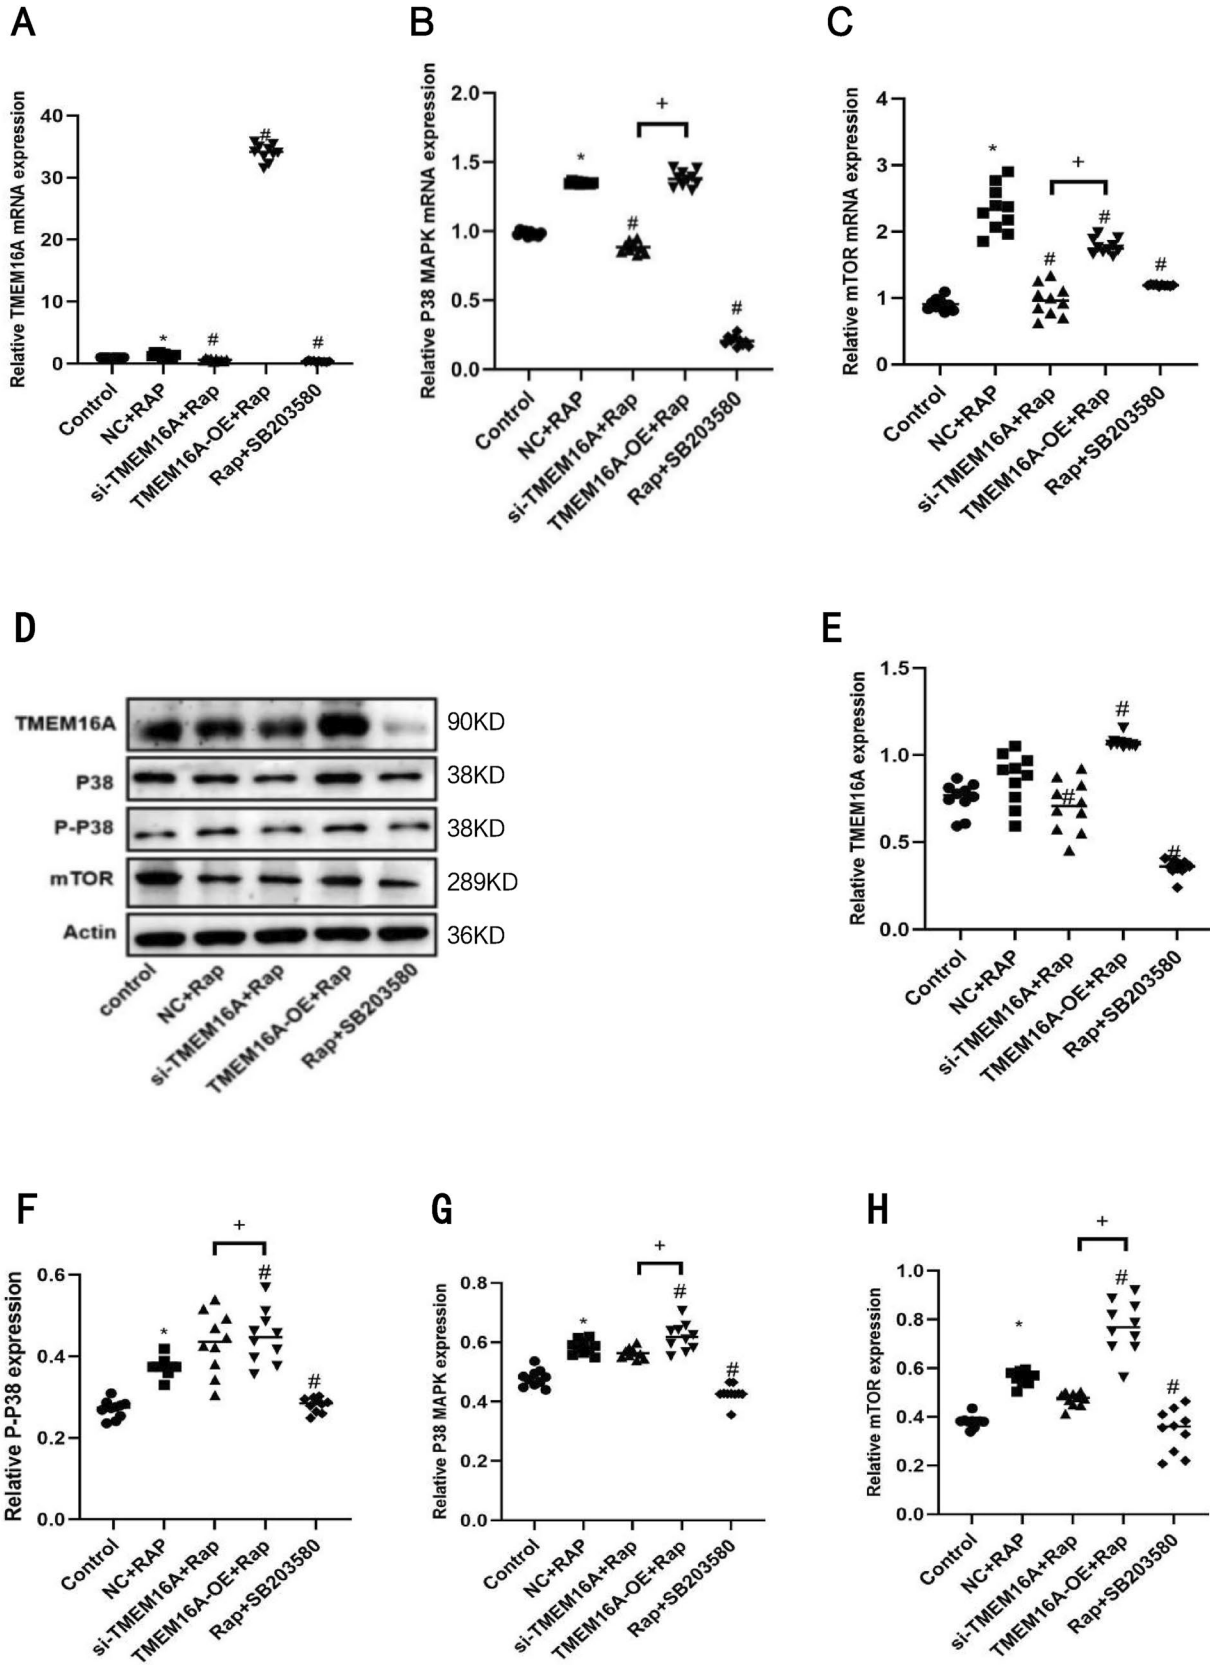 A
Relative TMEM16A mRNA expression
40
30
20
10
0
*
#
#
#
Control
NC+RAP
si-TMEM16A+Rap
TMEM16A-OE+Rap
Rap+SB203580
B
Relative P38 MAPK mRNA expression
2.0
1.5
1.0
0.5
0.0
*
#
+
#
Control
NC+RAP
si-TMEM16A+Rap
TMEM16A-OE+Rap
Rap+SB203580
C
Relative mTOR mRNA expression
4
3
2
1
0
*
#
+
#
#
Control
NC+RAP
si-TMEM16A+Rap
TMEM16A-OE+Rap
Rap+SB203580
D
TMEM16A 90KD
P38 38KD
P-P38 38KD
mTOR 289KD
Actin 36KD
control
NC+Rap
si-TMEM16A+Rap
TMEM16A-OE+Rap
Rap+SB203580
E
Relative TMEM16A expression
1.5
1.0
0.5
0.0
#
#
#
Control
NC+RAP
si-TMEM16A+Rap
TMEM16A-OE+Rap
Rap+SB203580
F
Relative P-P38 expression
0.6
0.4
0.2
0.0
*
+
#
#
Control
NC+RAP
si-TMEM16A+Rap
TMEM16A-OE+Rap
Rap+SB203580
G
Relative P38 MAPK expression
0.8
0.6
0.4
0.2
0.0
*
+
#
#
Control
NC+RAP
si-TMEM16A+Rap
TMEM16A-OE+Rap
Rap+SB203580
H
Relative mTOR expression
1.0
0.8
0.6
0.4
0.2
0.0
*
+
#
#
Control
NC+RAP
si-TMEM16A+Rap
TMEM16A-OE+Rap
Rap+SB203580